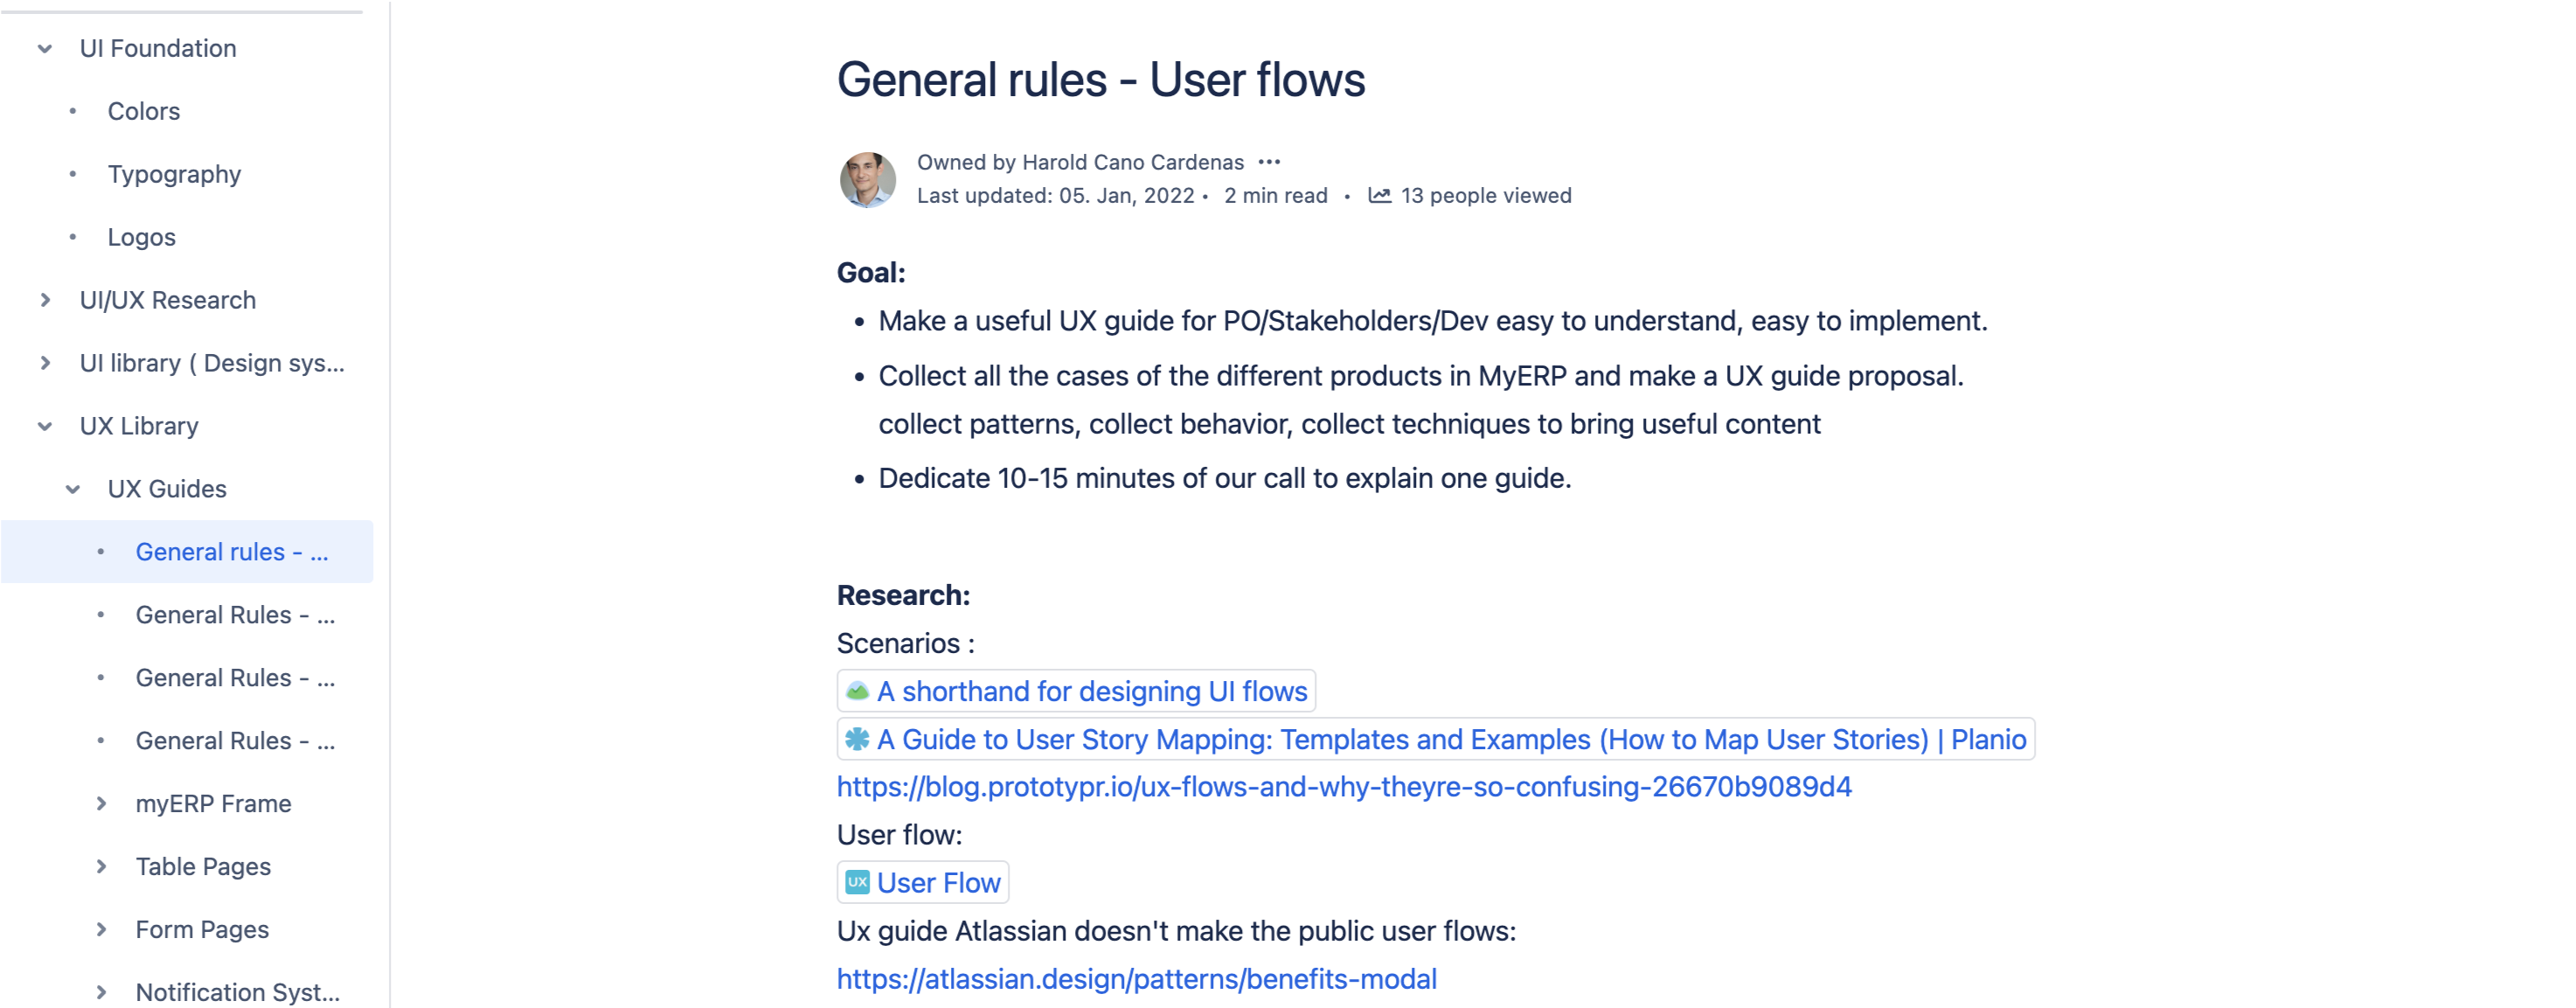 UI Foundation
Colors
Typography
Logos
UI/UX Research
UI library ( Design sys...
UX Library
UX Guides
General rules - ...
General Rules - ...
General Rules - ...
General Rules - ...
myERP Frame
Table Pages
Form Pages
Notification Syst...
General rules - User flows
Owned by Harold Cano Cardenas •••
Last updated: 05. Jan, 2022 • 2 min read • 13 people viewed
Goal:
• Make a useful UX guide for PO/Stakeholders/Dev easy to understand, easy to implement.
• Collect all the cases of the different products in MyERP and make a UX guide proposal.
collect patterns, collect behavior, collect techniques to bring useful content
• Dedicate 10-15 minutes of our call to explain one guide.
Research:
Scenarios :
A shorthand for designing UI flows
A Guide to User Story Mapping: Templates and Examples (How to Map User Stories) | Planio
https://blog.prototypr.io/ux-flows-and-why-theyre-so-confusing-26670b9089d4
User flow:
UX User Flow
Ux guide Atlassian doesn't make the public user flows:
https://atlassian.design/patterns/benefits-modal